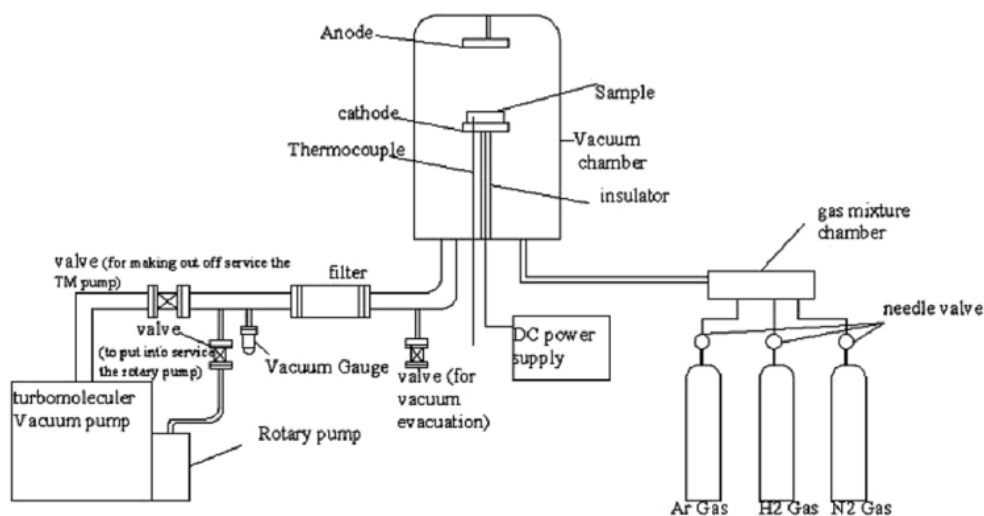 Anode
Sample
cathode
Vacuum
chamber
Thermocouple
insulator
gas mixture
chamber
valve (for making out off service the
TM pump)
filter
needle valve
valve
(to put into service
the rotary pump)
Vacuum Gauge
valve (for
vacuum
evacuation)
DC power
supply
turbomoleculer
Vacuum pump
Rotary pump
Ar Gas
H2 Gas
N2 Gas